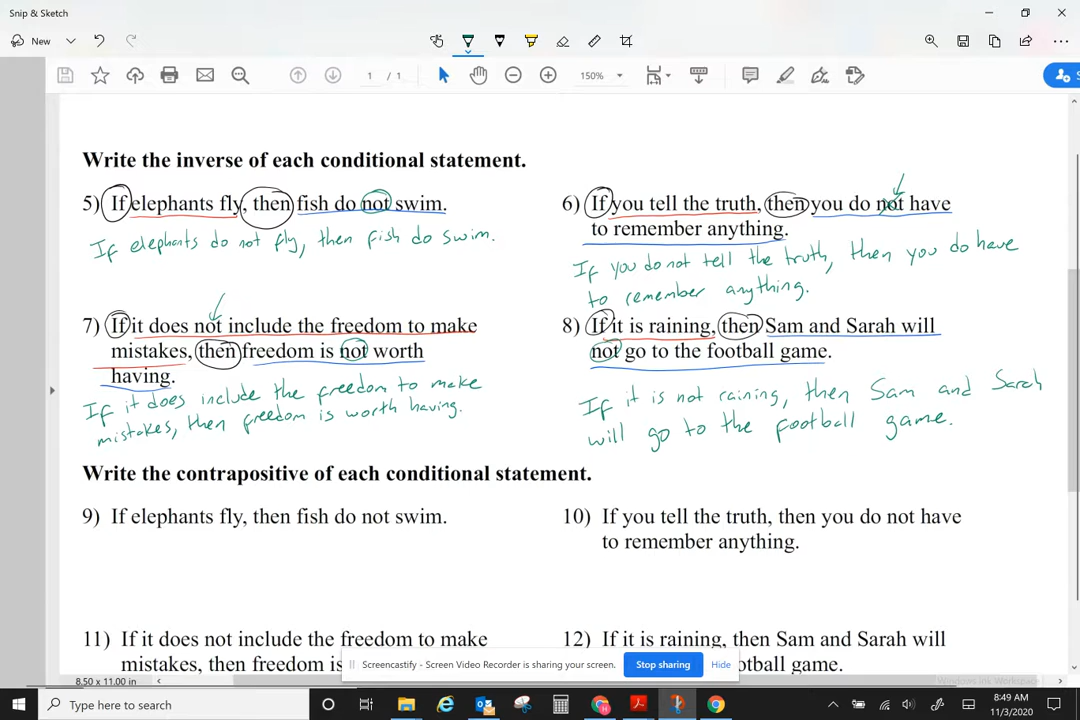 Snip & Sketch
New
1 / 1
150%
Write the inverse of each conditional statement.
5) If elephants fly, then fish do not swim.
If elephants do not fly, then fish do swim.
6) If you tell the truth, then you do not have
to remember anything.
If you do not tell the truth, then you do have
to remember anything.
7) If it does not include the freedom to make
mistakes, then freedom is not worth
having.
If it does include the freedom to make
mistakes, then freedom is worth having.
8) If it is raining, then Sam and Sarah will
not go to the football game.
If it is not raining, then Sam and Sarah
will go to the football game.
Write the contrapositive of each conditional statement.
9) If elephants fly, then fish do not swim.
10) If you tell the truth, then you do not have
to remember anything.
11) If it does not include the freedom to make
mistakes, then freedom is
12) If it is raining, then Sam and Sarah will
otball game.
Screencastify - Screen Video Recorder is sharing your screen.
Stop sharing
Hide
8.50 x 11.00 in
Windows Ink Workspace
Type here to search
8:49 AM
11/3/2020